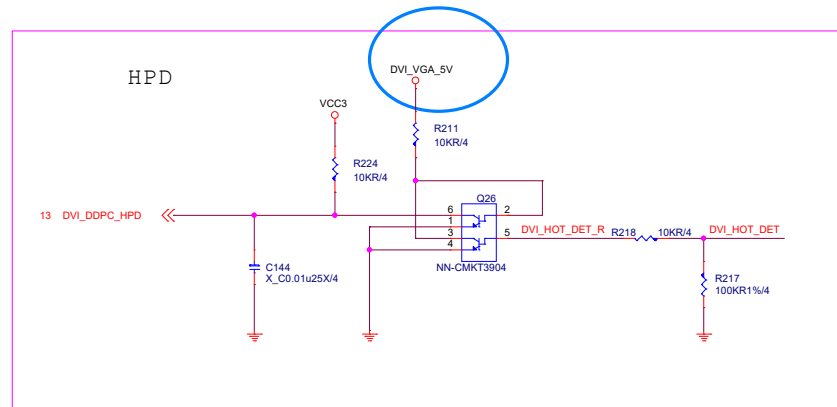 DVI_VGA_5V
HPD
VCC3
R211
10KR/4
R224
10KR/4
Q26
13 DVI_DDPC_HPD
6
2
1
3
5
4
DVI_HOT_DET_R
R218
10KR/4
DVI_HOT_DET
NN-CMKT3904
C144
X_C0.01u25X/4
R217
100KR1%/4